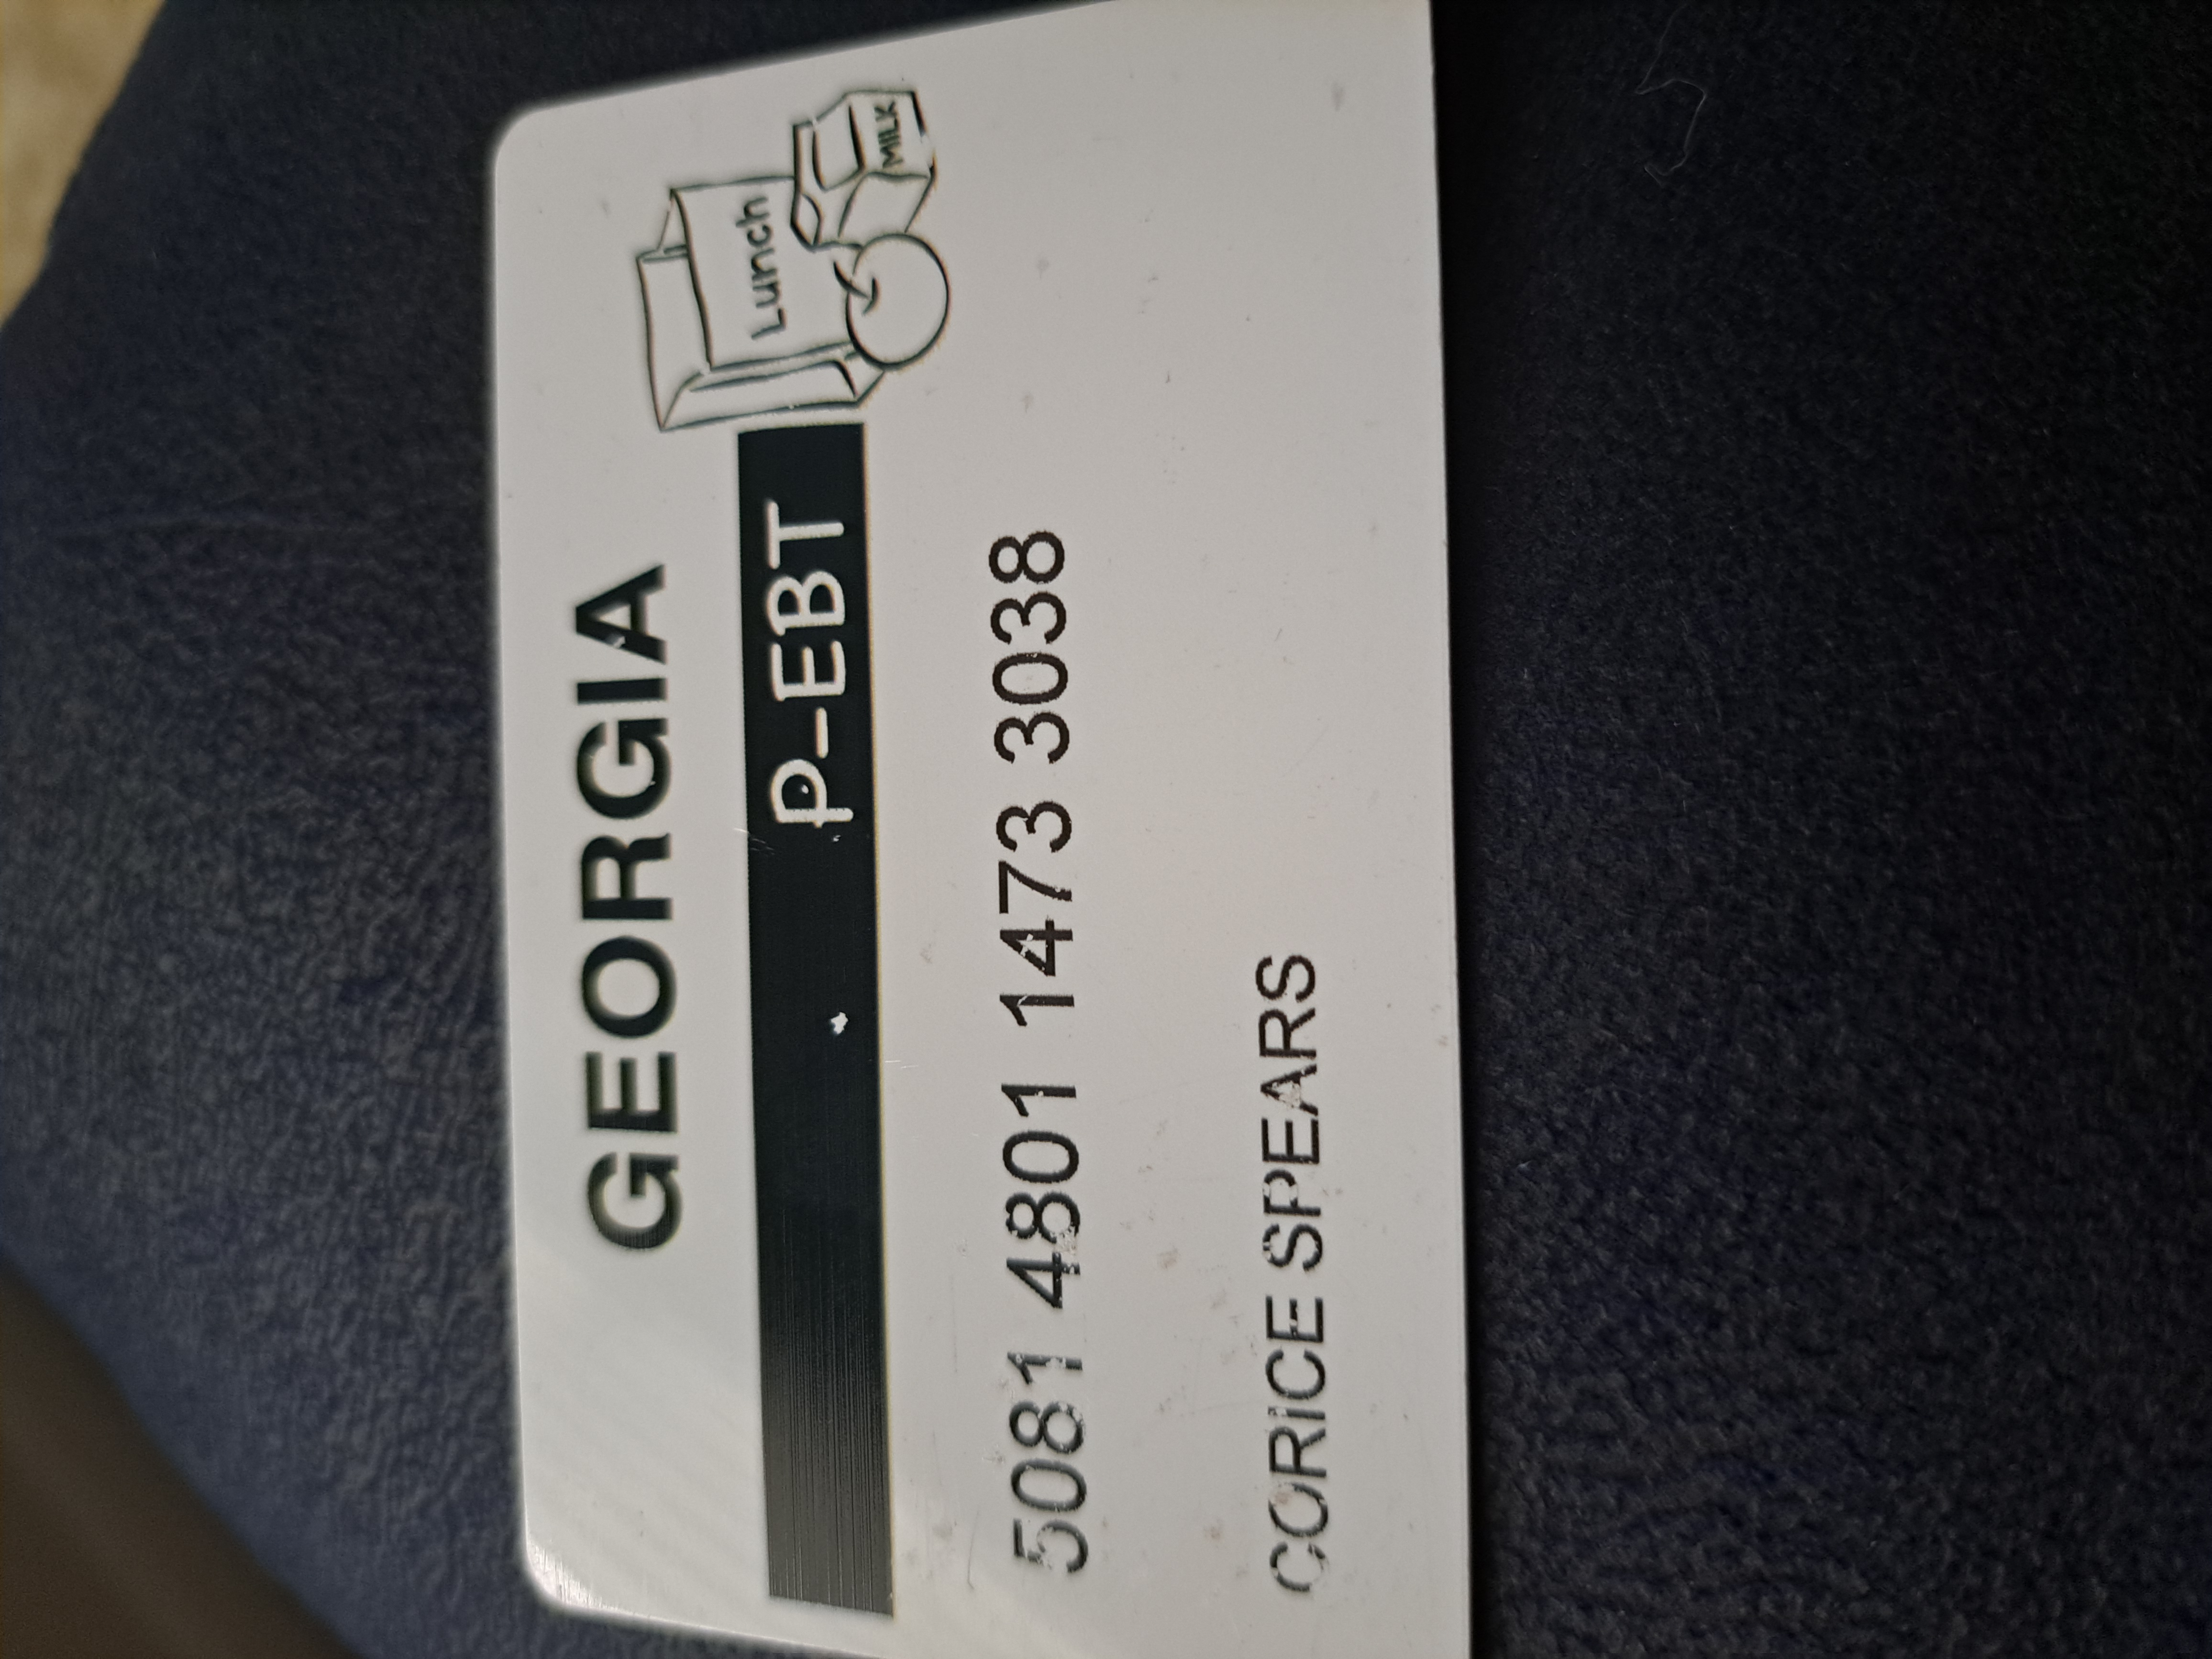 GEORGIA
P-EBT
Lunch
MILK
5081 4801 1473 3038
CORICE SPEARS